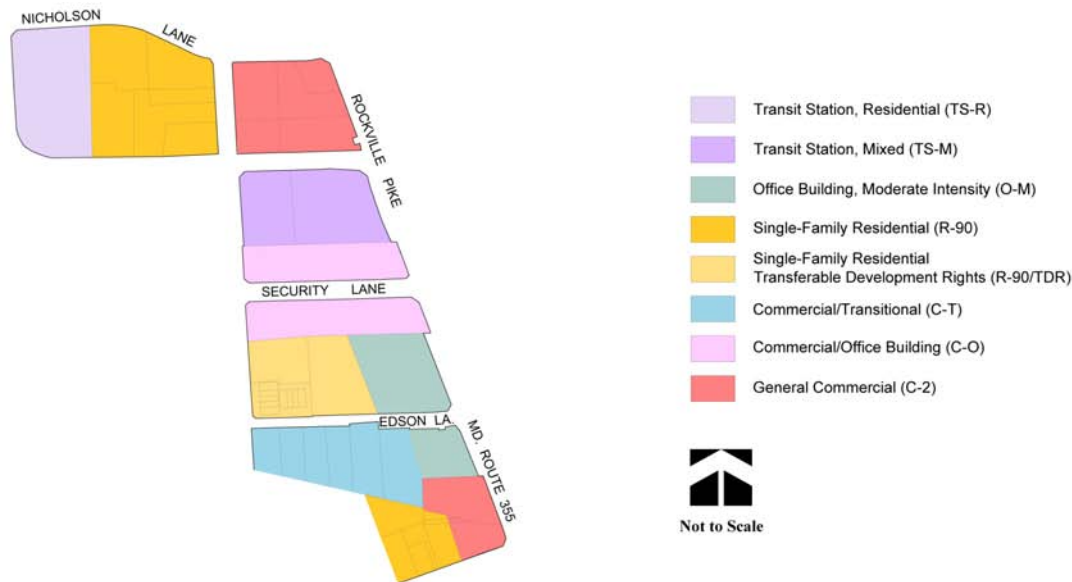 NICHOLSON
LANE
ROCKVILLE PIKE
SECURITY LANE
EDSON LA.
MD. ROUTE 355
Transit Station, Residential (TS-R)
Transit Station, Mixed (TS-M)
Office Building, Moderate Intensity (O-M)
Single-Family Residential (R-90)
Single-Family Residential
Transferable Development Rights (R-90/TDR)
Commercial/Transitional (C-T)
Commercial/Office Building (C-O)
General Commercial (C-2)
Not to Scale